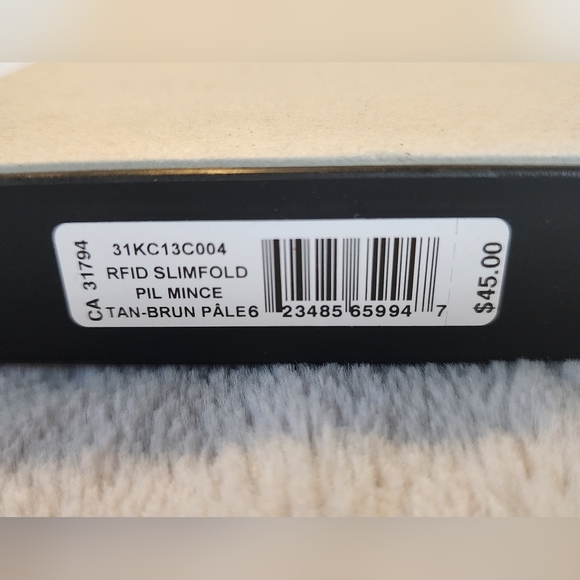 CA 31794
31KC13C004
RFID SLIMFOLD
PIL MINCE
TAN-BRUN PÂLE
6 23485 65994 7
$45.00